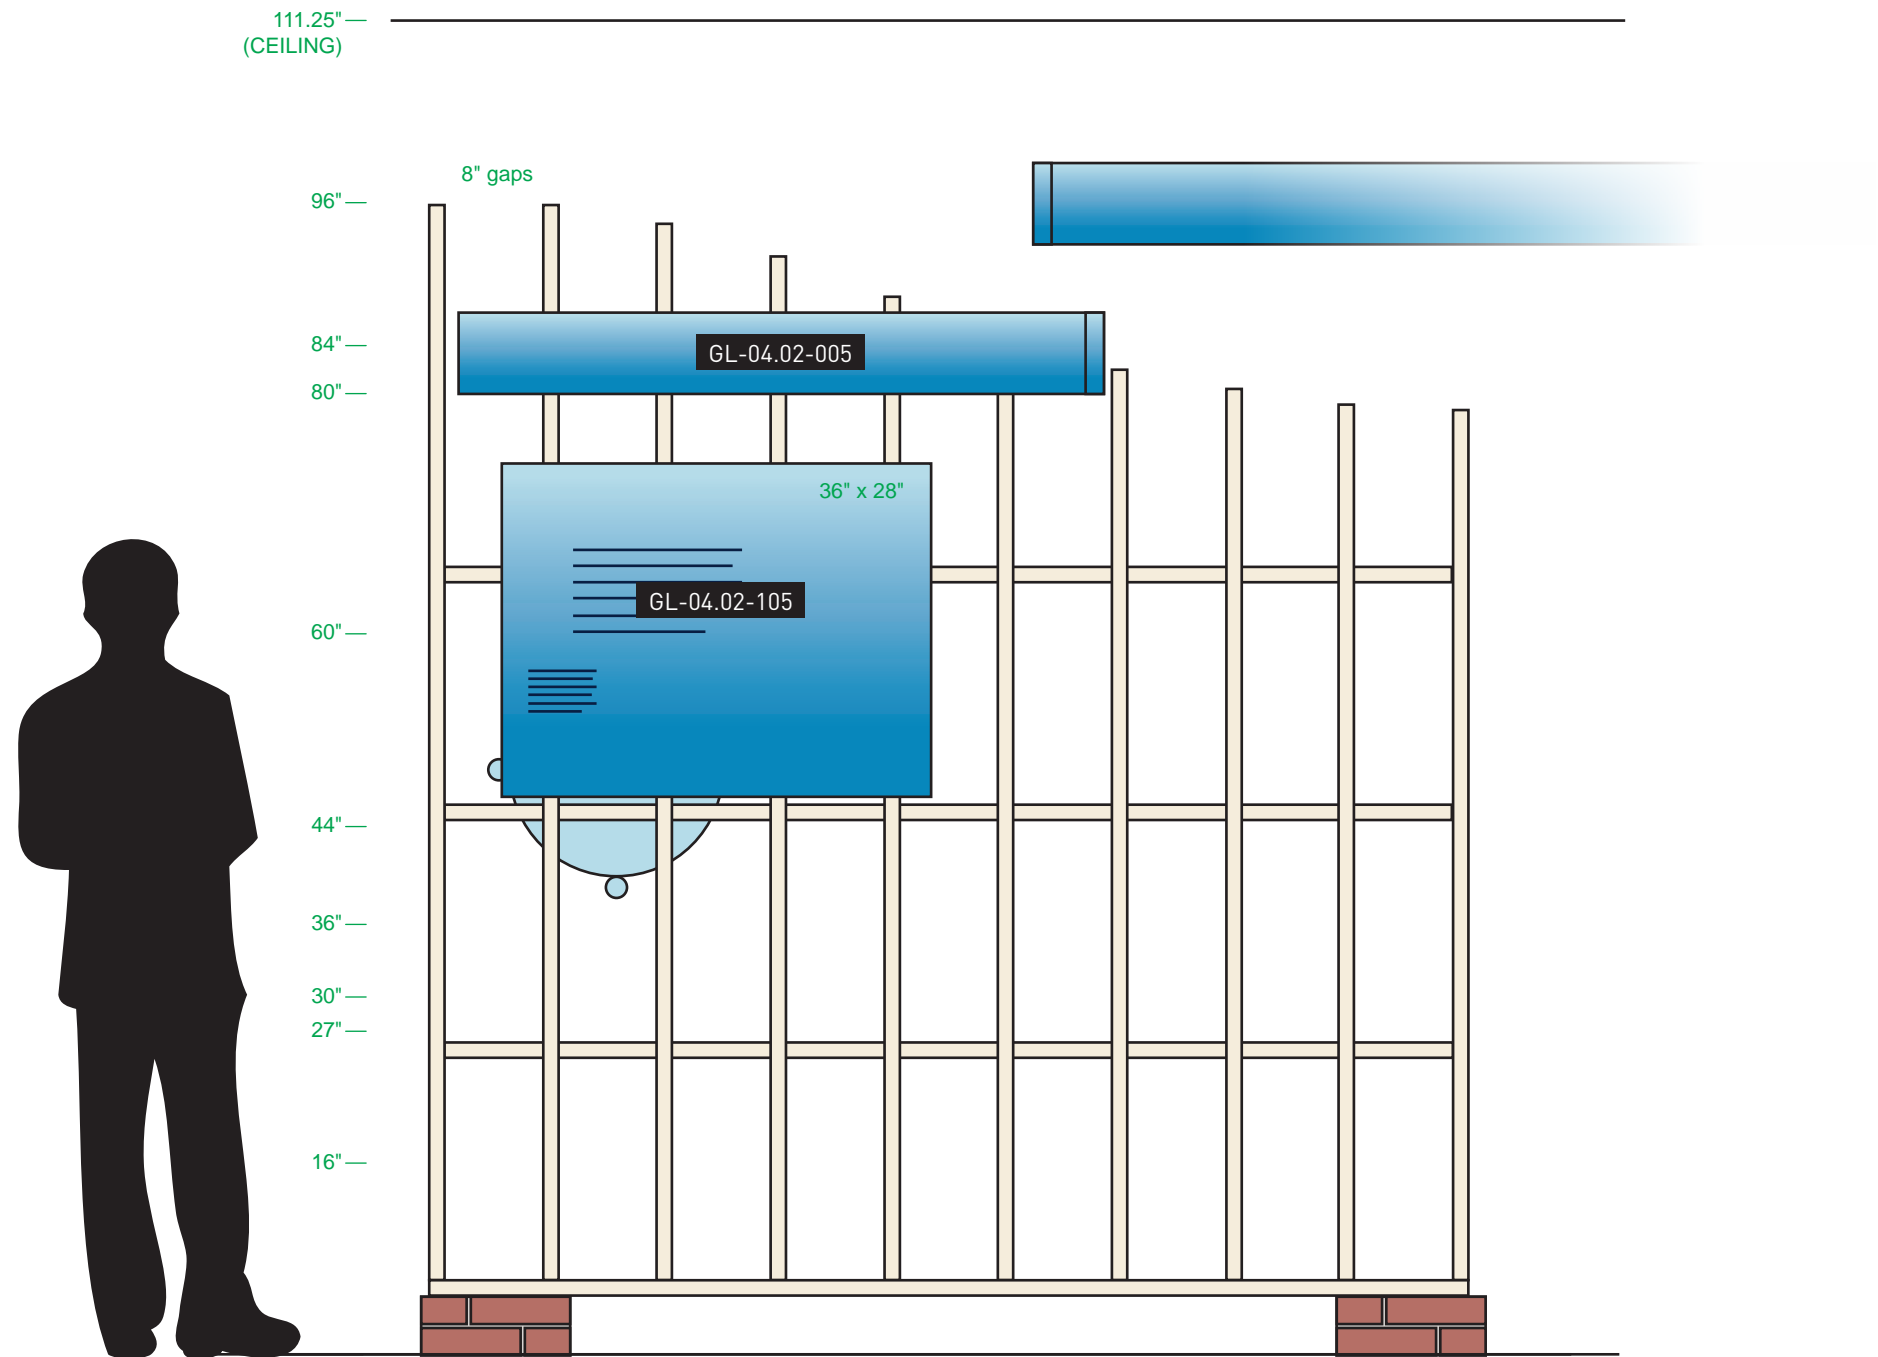 111.25"
(CEILING)
8" gaps
96"
84"
GL-04.02-005
80"
36" x 28"
GL-04.02-105
60"
44"
36"
30"
27"
16"